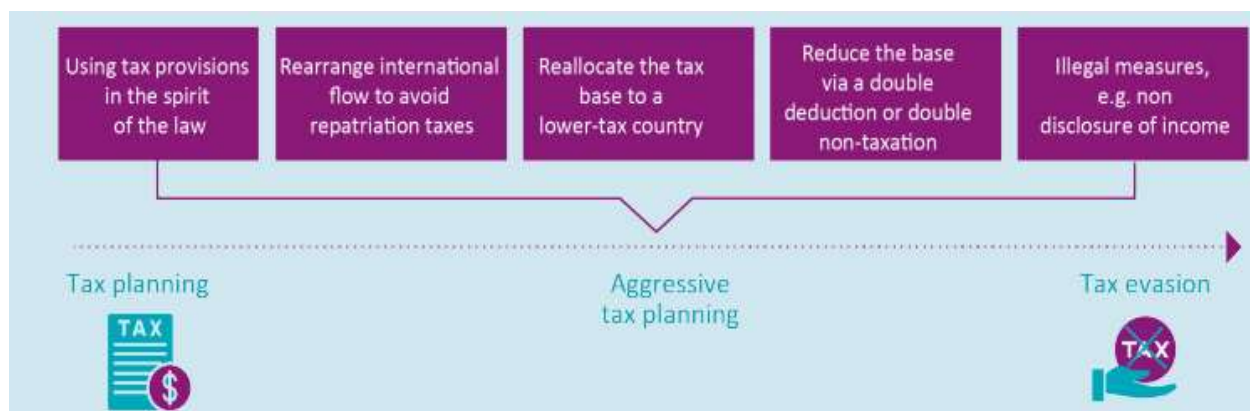 Using tax provisions
in the spirit
of the law
Rearrange international
flow to avoid
repatriation taxes
Reallocate the tax
base to a
lower-tax country
Reduce the base
via a double
deduction or double
non-taxation
Illegal measures,
e.g. non
disclosure of income
Tax planning
Aggressive
tax planning
Tax evasion
TAX
$
TAX